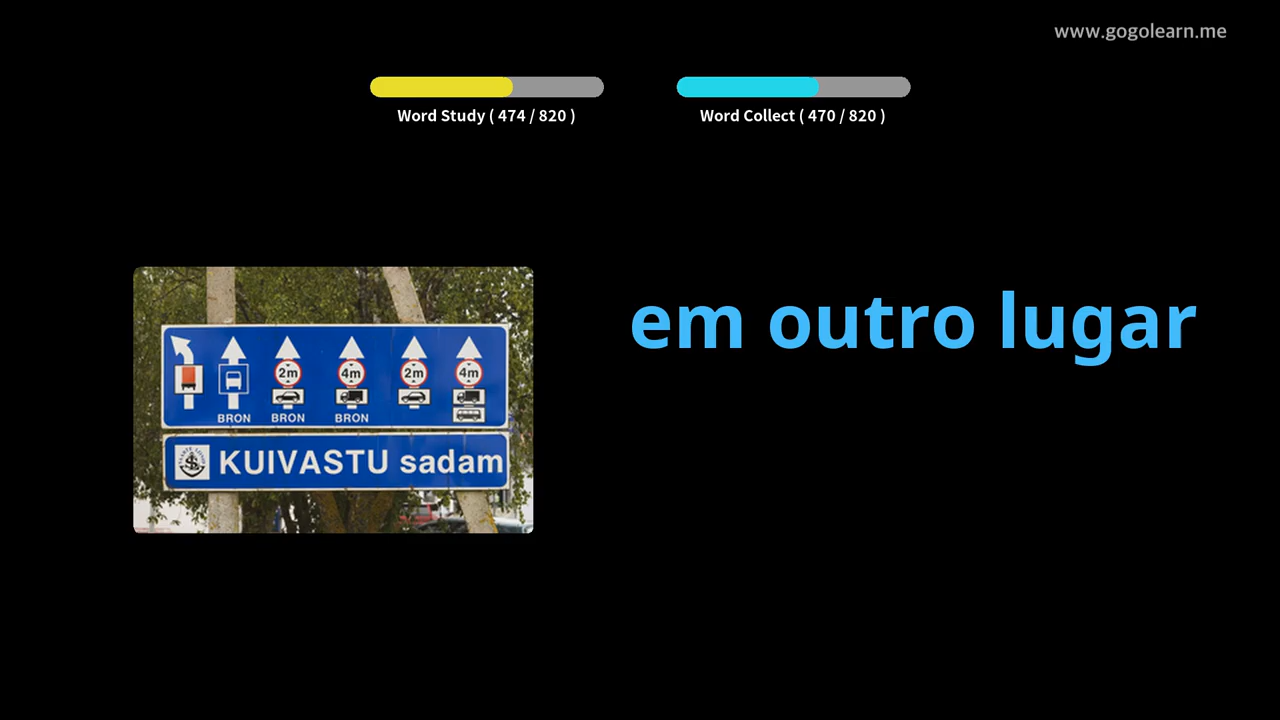 www.gogolearn.me
Word Study ( 474 / 820 )
Word Collect ( 470 / 820 )
em outro lugar
2m 4m 2m 4m
BRON BRON BRON
KUIVASTU sadam